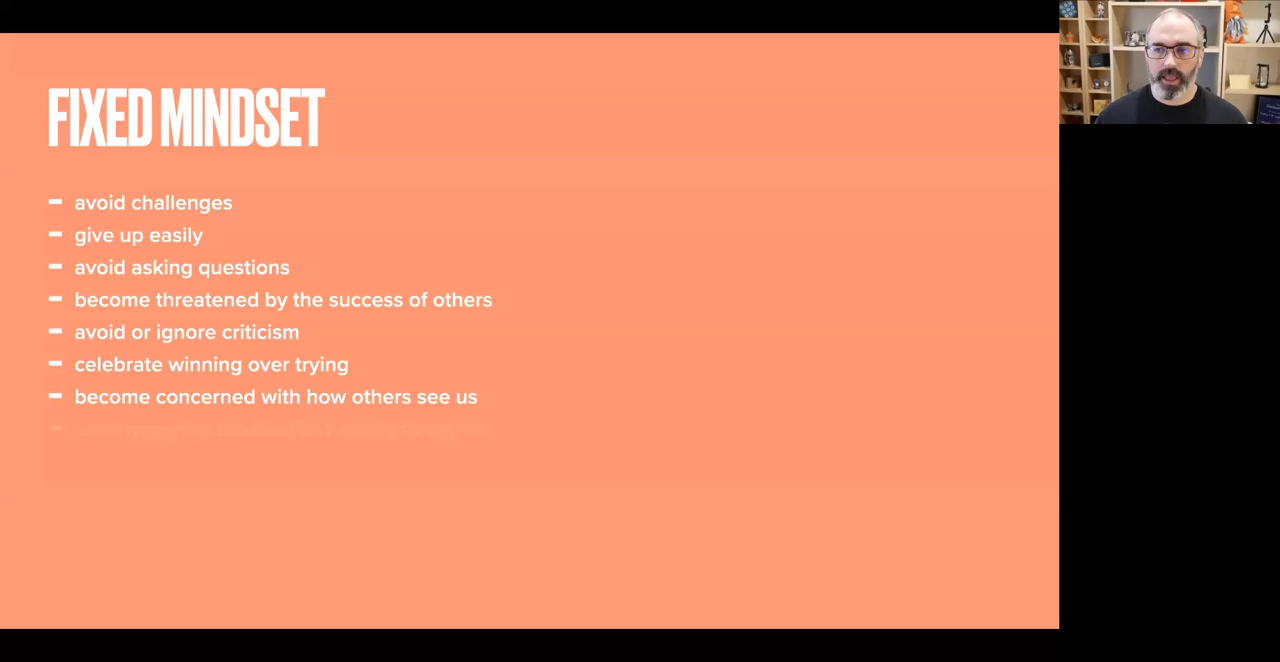 FIXED MINDSET
- avoid challenges
- give up easily
- avoid asking questions
- become threatened by the success of others
- avoid or ignore criticism
- celebrate winning over trying
- become concerned with how others see us